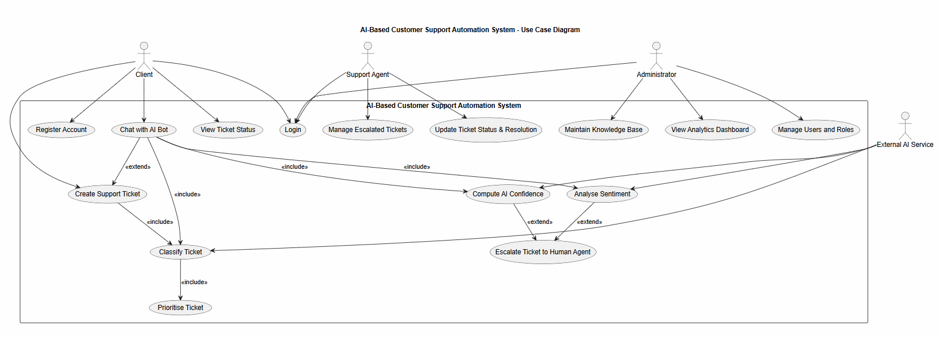 AI-Based Customer Support Automation System - Use Case Diagram
Client
Support Agent
Administrator
AI-Based Customer Support Automation System
Register Account
Chat with AI Bot
View Ticket Status
Login
Manage Escalated Tickets
Update Ticket Status & Resolution
Maintain Knowledge Base
View Analytics Dashboard
Manage Users and Roles
External AI Service
«extend»
«include»
«include»
«include»
Create Support Ticket
Compute AI Confidence
Analyse Sentiment
«include»
«extend»
«extend»
Classify Ticket
Escalate Ticket to Human Agent
«include»
Prioritise Ticket